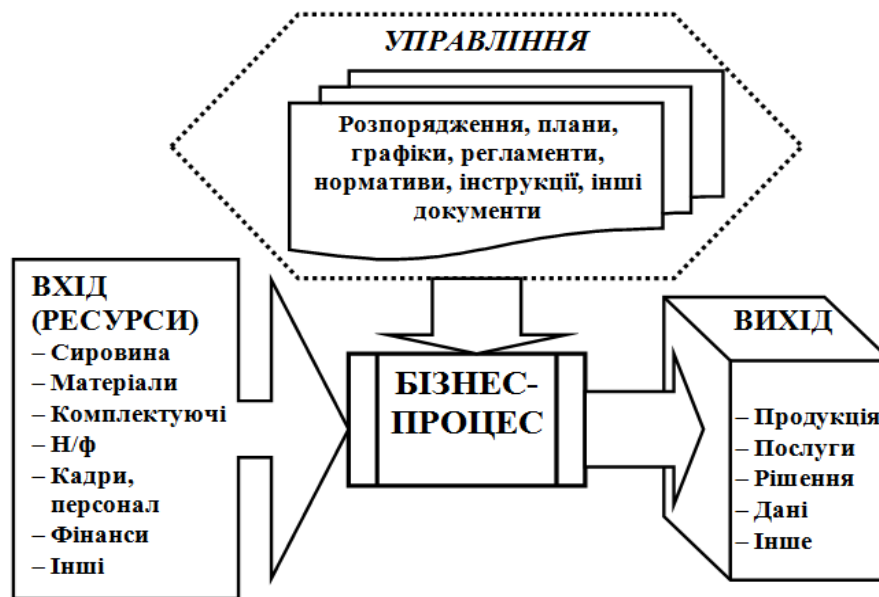 УПРАВЛІННЯ
Розпорядження, плани,
графіки, регламенти,
нормативи, інструкції, інші
документи
ВХІД
(РЕСУРСИ)
– Сировина
– Матеріали
– Комплектуючі
– Н/ф
– Кадри,
персонал
– Фінанси
– Інші
БІЗНЕС-
ПРОЦЕС
ВИХІД
– Продукція
– Послуги
– Рішення
– Дані
– Інше